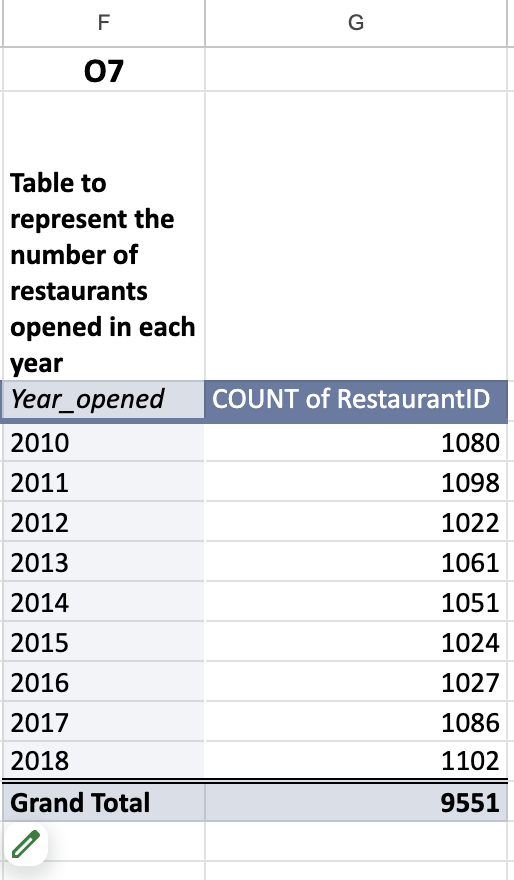 F G
O7
Table to
represent the
number of
restaurants
opened in each
year
Year_opened COUNT of RestaurantID
2010 1080
2011 1098
2012 1022
2013 1061
2014 1051
2015 1024
2016 1027
2017 1086
2018 1102
Grand Total 9551